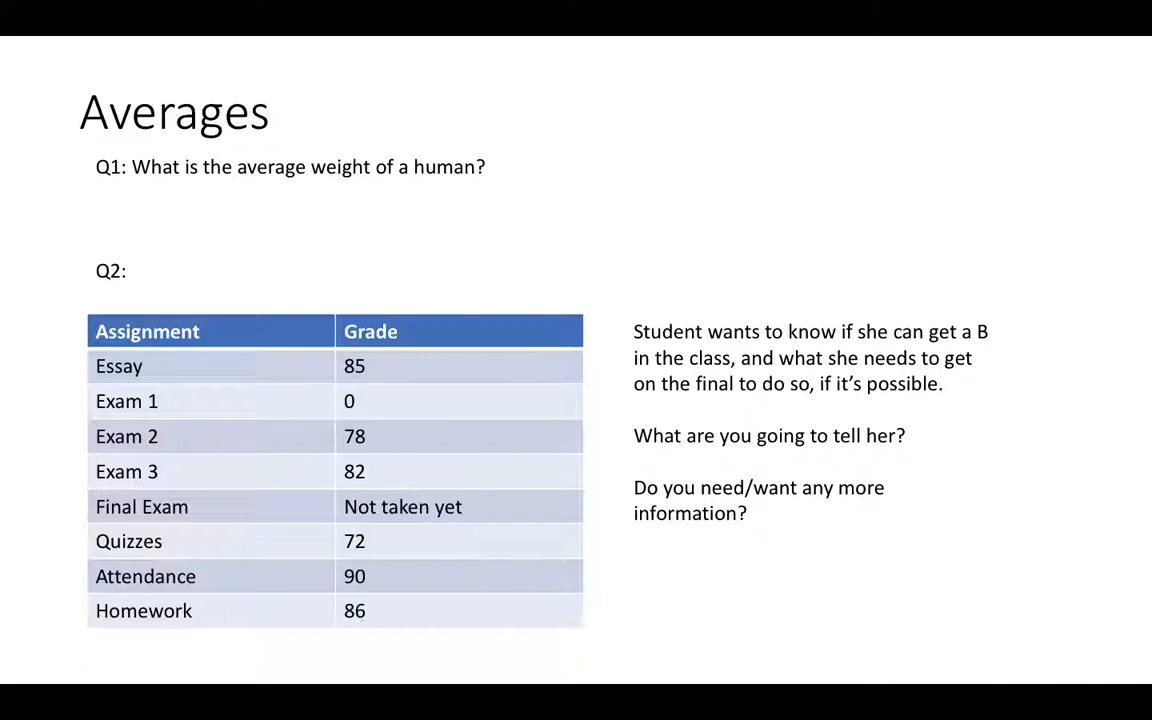 Averages
Q1: What is the average weight of a human?
Q2:
Assignment Grade
Essay 85
Exam 1 0
Exam 2 78
Exam 3 82
Final Exam Not taken yet
Quizzes 72
Attendance 90
Homework 86
Student wants to know if she can get a B
in the class, and what she needs to get
on the final to do so, if it’s possible.
What are you going to tell her?
Do you need/want any more
information?